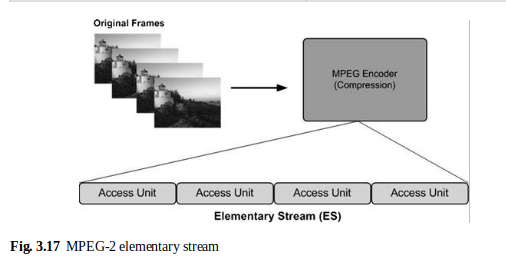 Original Frames
MPEG Encoder
(Compression)
Access Unit
Access Unit
Access Unit
Access Unit
Elementary Stream (ES)
Fig. 3.17 MPEG-2 elementary stream